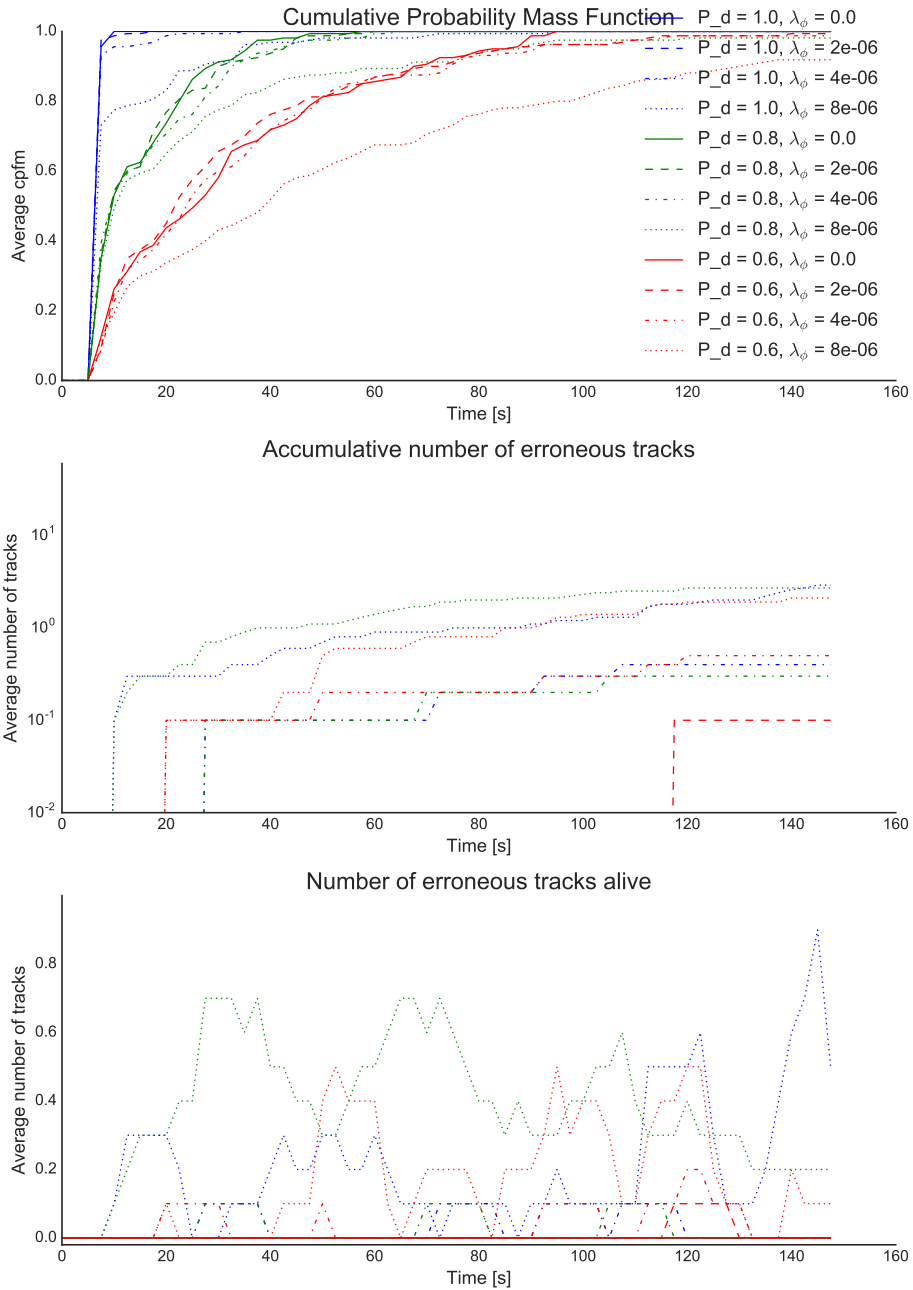 Cumulative Probability Mass Function
P_d = 1.0, λ_ϕ = 0.0
P_d = 1.0, λ_ϕ = 2e-06
P_d = 1.0, λ_ϕ = 4e-06
P_d = 1.0, λ_ϕ = 8e-06
P_d = 0.8, λ_ϕ = 0.0
P_d = 0.8, λ_ϕ = 2e-06
P_d = 0.8, λ_ϕ = 4e-06
P_d = 0.8, λ_ϕ = 8e-06
P_d = 0.6, λ_ϕ = 0.0
P_d = 0.6, λ_ϕ = 2e-06
P_d = 0.6, λ_ϕ = 4e-06
P_d = 0.6, λ_ϕ = 8e-06
Average cpfm
1.0
0.8
0.6
0.4
0.2
0.0
0 20 40 60 80 100 120 140 160
Time [s]
Accumulative number of erroneous tracks
Average number of tracks
10^1
10^0
10^-1
10^-2
0 20 40 60 80 100 120 140 160
Time [s]
Number of erroneous tracks alive
Average number of tracks
0.8
0.6
0.4
0.2
0.0
0 20 40 60 80 100 120 140 160
Time [s]